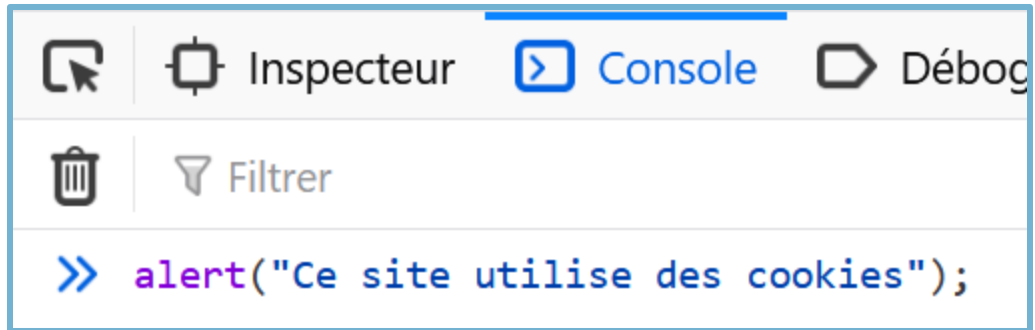 Inspecteur Console Débog
Filtrer
alert("Ce site utilise des cookies");